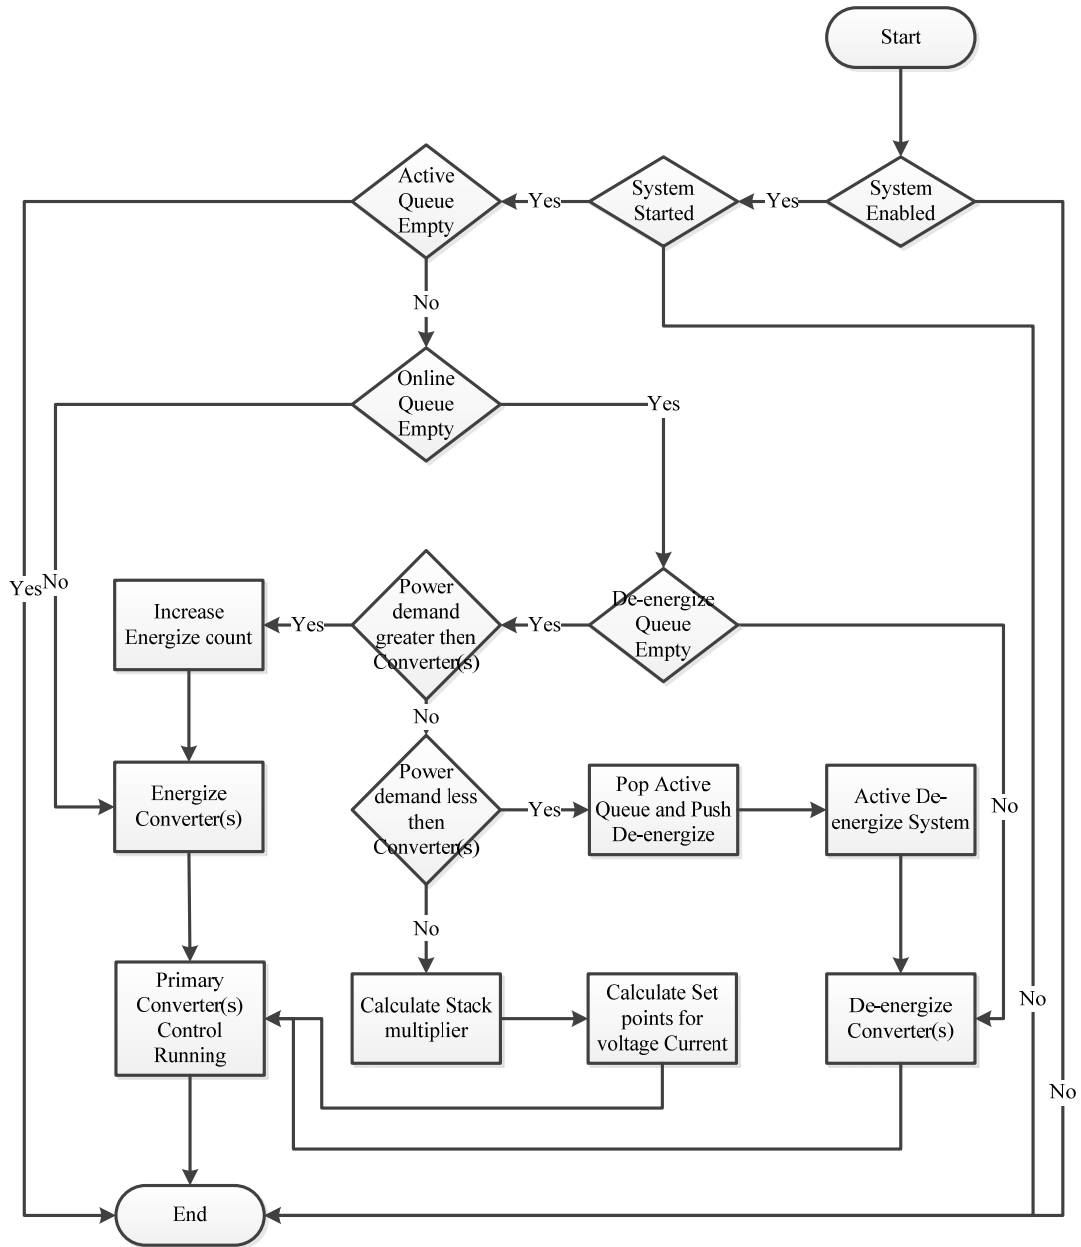 Start
System
Enabled
Yes
System
Started
Yes
Active
Queue
Empty
No
Online
Queue
Empty
Yes
Yes
No
De-energize
Queue
Empty
Yes
Power
demand
greater then
Converter(s)
Yes
Increase
Energize count
No
Energize
Converter(s)
Power
demand less
then
Converter(s)
Yes
Pop Active
Queue and Push
De-energize
Active De-
energize System
No
No
Primary
Converter(s)
Control
Running
Calculate Stack
multiplier
Calculate Set
points for
voltage Current
De-energize
Converter(s)
No
No
End